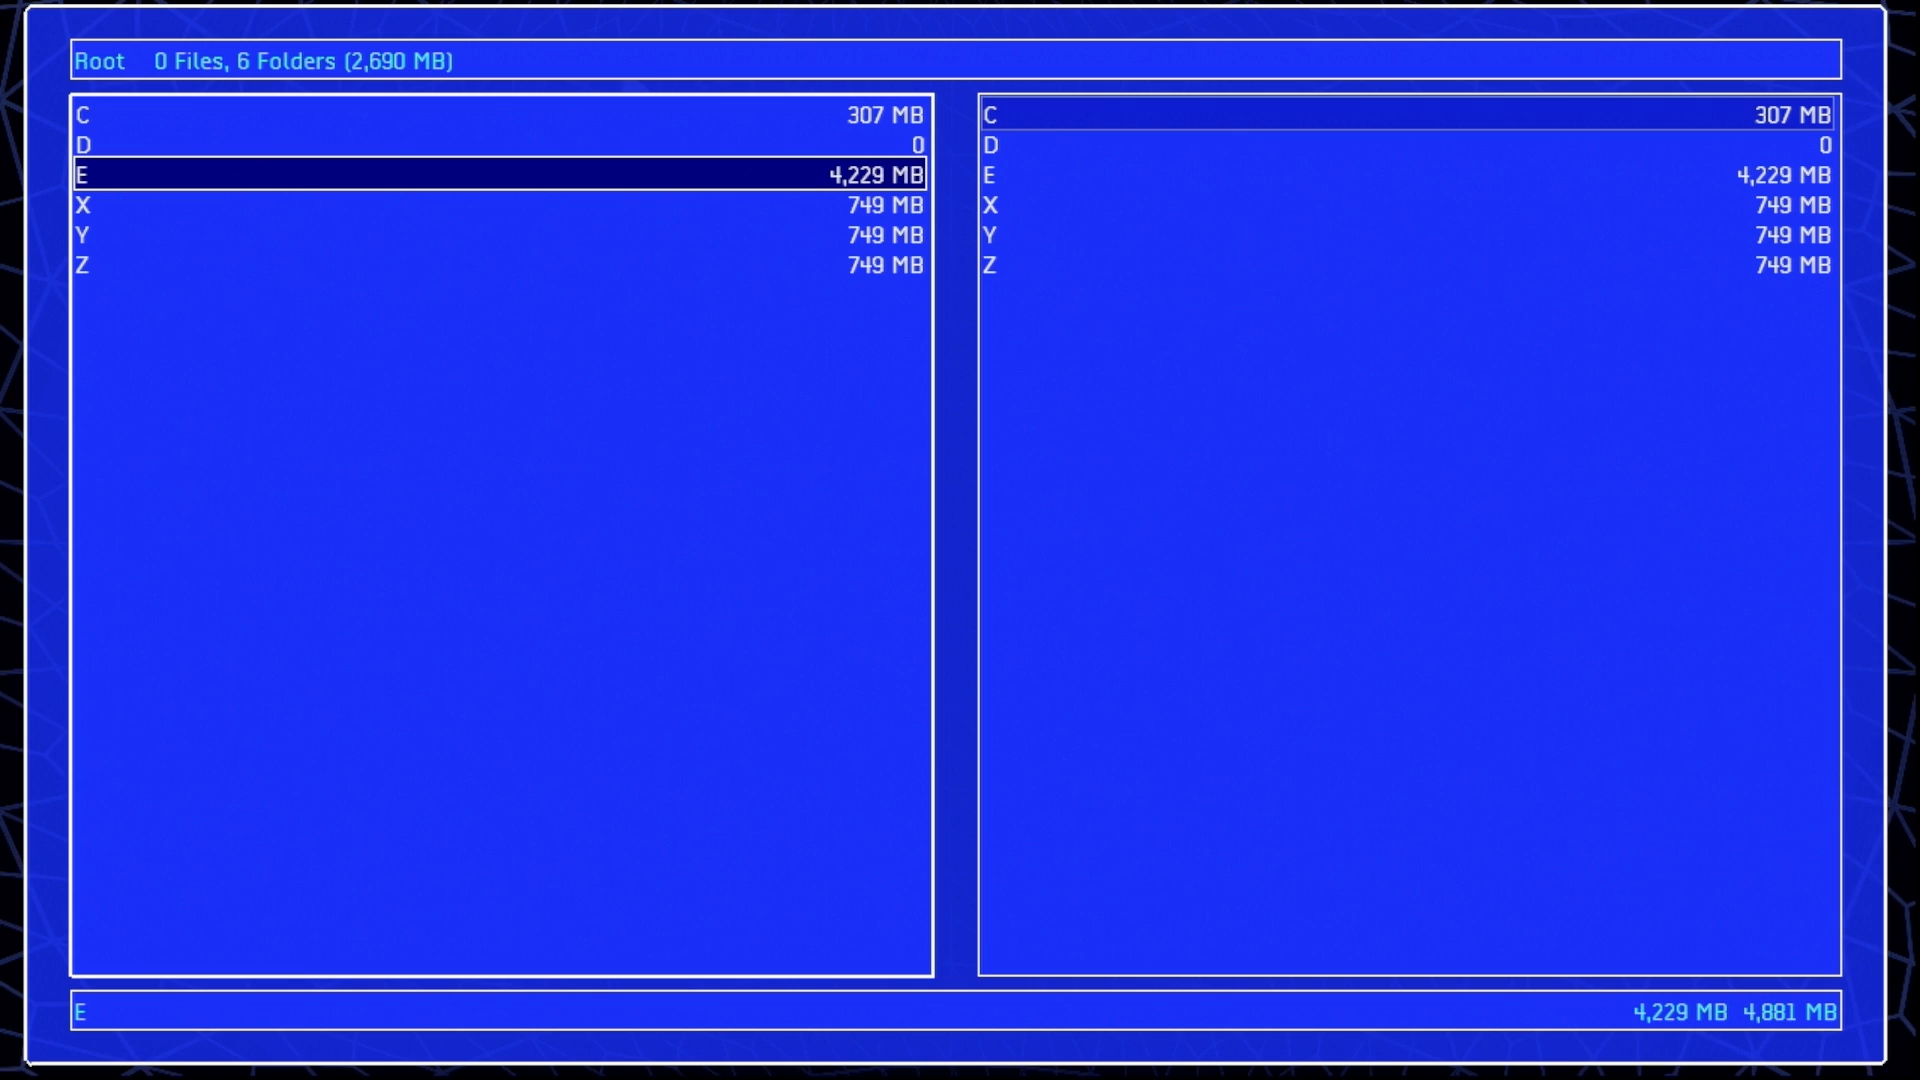 Root 0 Files, 6 Folders (2,690 MB)
C 307 MB
D 0
E 4,229 MB
X 749 MB
Y 749 MB
Z 749 MB
C 307 MB
D 0
E 4,229 MB
X 749 MB
Y 749 MB
Z 749 MB
E 4,229 MB 4,881 MB